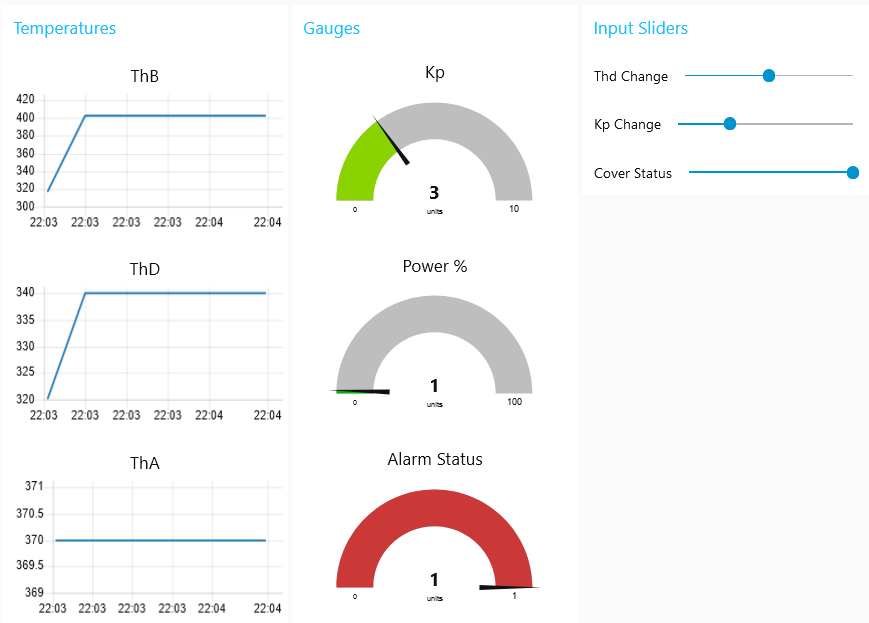 Temperatures
ThB
420
400
380
360
340
320
300
22:03 22:03 22:03 22:03 22:04 22:04
ThD
340
335
330
325
320
22:03 22:03 22:03 22:03 22:04 22:04
ThA
371
370.5
370
369.5
369
22:03 22:03 22:03 22:03 22:04 22:04
Gauges
Kp
3
units
0 10
Power %
1
units
0 100
Alarm Status
1
units
0 1
Input Sliders
Thd Change
Kp Change
Cover Status